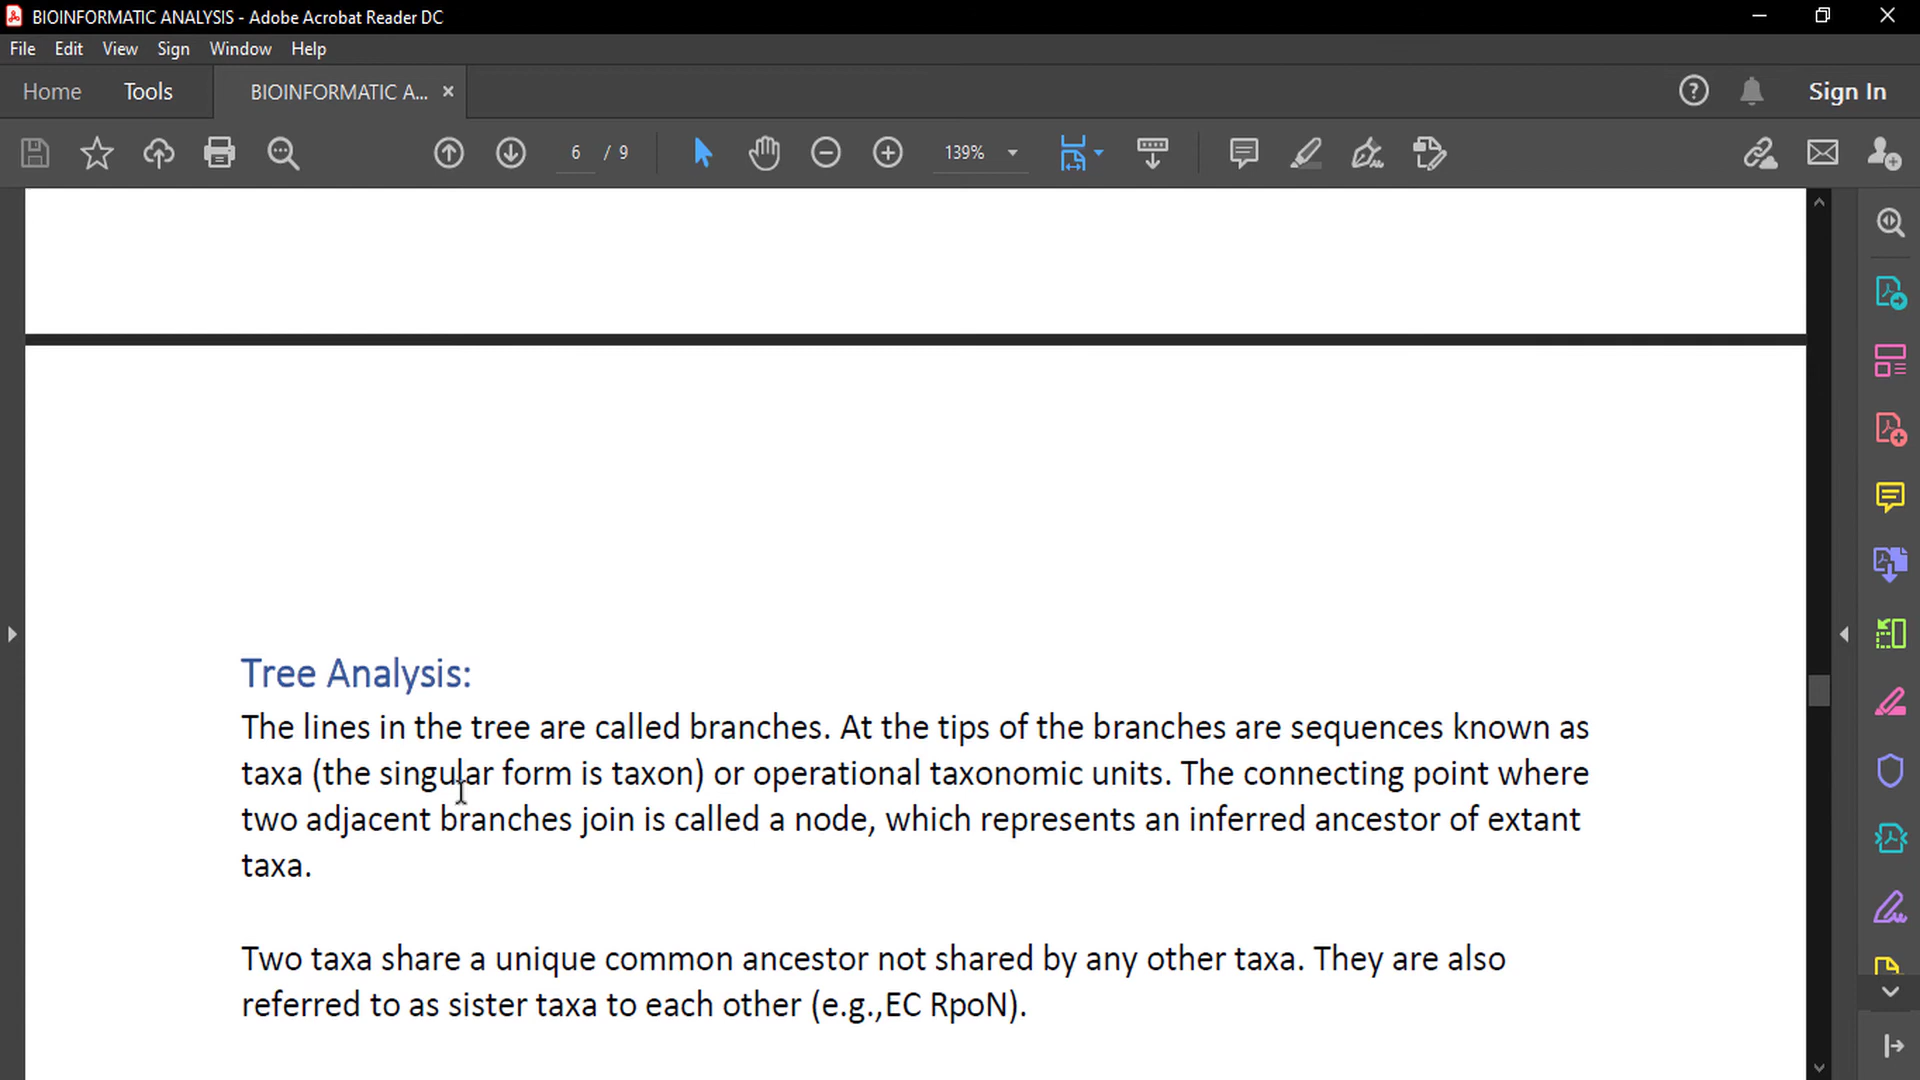 BIOINFORMATIC ANALYSIS - Adobe Acrobat Reader DC
File Edit View Sign Window Help
Home Tools BIOINFORMATIC A... Sign In
6 / 9 139%
Tree Analysis:
The lines in the tree are called branches. At the tips of the branches are sequences known as
taxa (the singular form is taxon) or operational taxonomic units. The connecting point where
two adjacent branches join is called a node, which represents an inferred ancestor of extant
taxa.
Two taxa share a unique common ancestor not shared by any other taxa. They are also
referred to as sister taxa to each other (e.g.,EC RpoN).